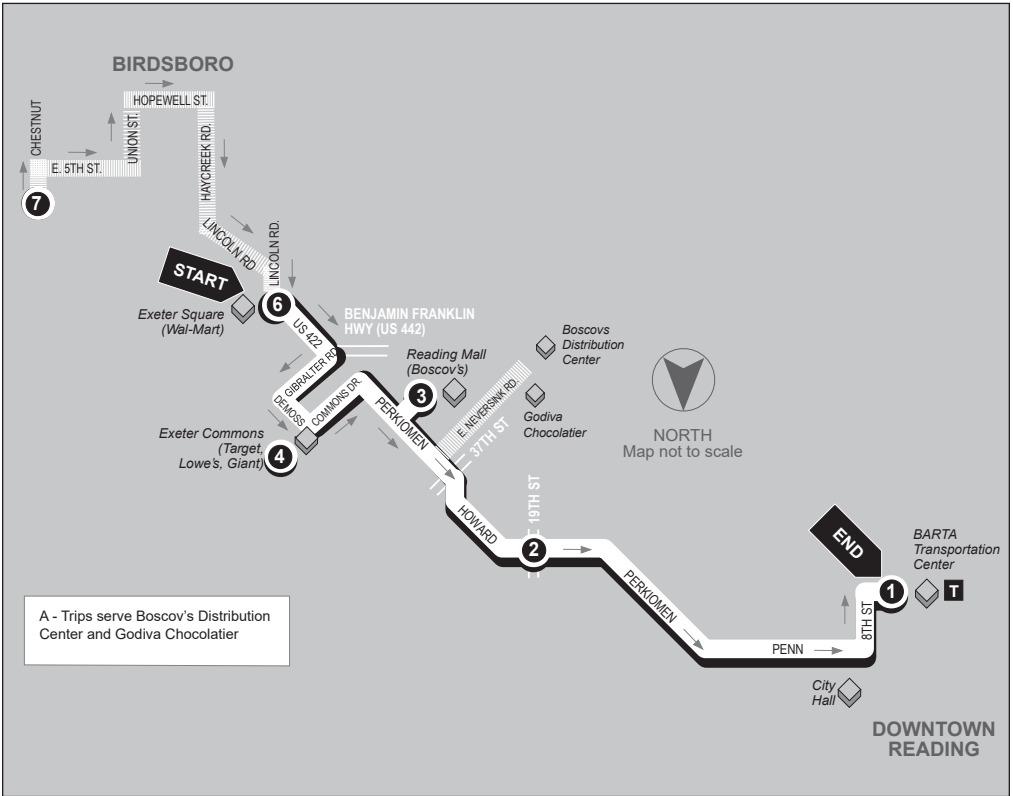 BIRDSBORO
HOPEWELL ST.
CHESTNUT
UNION ST.
E. 5TH ST.
HAYCREEK RD.
7
LINCOLN RD
LINCOLN RD.
START
6
Exeter Square
(Wal-Mart)
US 422
BENJAMIN FRANKLIN
HWY (US 442)
GIBRALTER RD
DEMOSS
COMMONS DR.
Reading Mall
(Boscov's)
3
Boscovs
Distribution
Center
E. NEVERSINK RD.
Godiva
Chocolatier
NORTH
Map not to scale
PERKIOMEN
37TH ST
Exeter Commons
(Target,
Lowe's, Giant)
4
HOWARD
19TH ST
2
PERKIOMEN
END
BARTA
Transportation
Center
1
T
8TH ST
PENN
City
Hall
A - Trips serve Boscov's Distribution
Center and Godiva Chocolatier
DOWNTOWN
READING